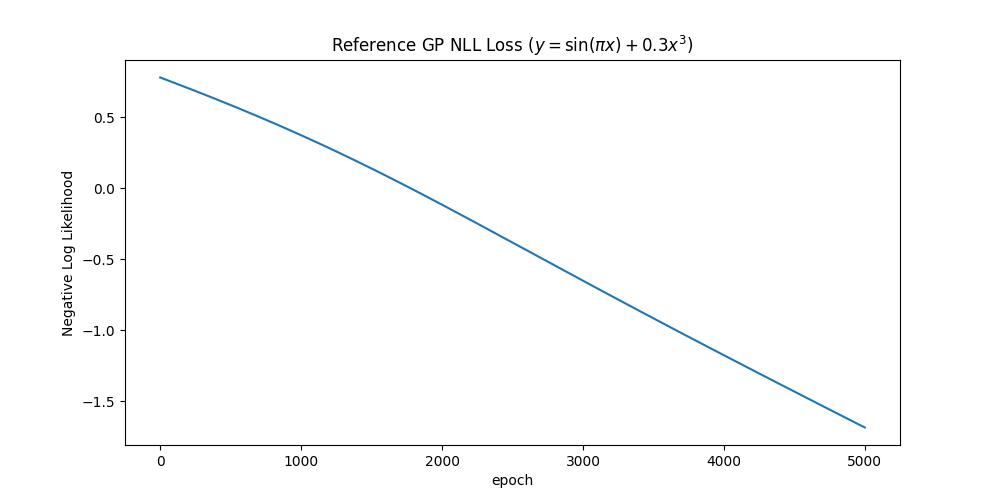 Reference GP NLL Loss (y = sin(πx) + 0.3x³)
Negative Log Likelihood
0.5
0.0
−0.5
−1.0
−1.5
0 1000 2000 3000 4000 5000
epoch